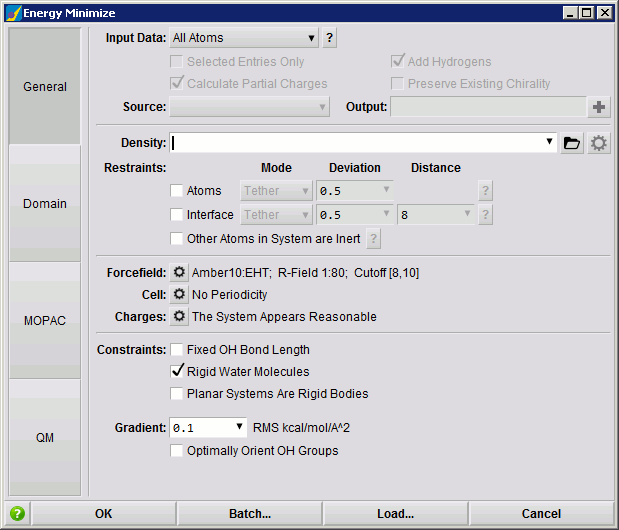 Energy Minimize
General
Domain
MOPAC
QM
Input Data: All Atoms ?
Selected Entries Only Add Hydrogens
Calculate Partial Charges Preserve Existing Chirality
Source: Output:
Density:
Restraints: Mode Deviation Distance
Atoms Tether 0.5 ?
Interface Tether 0.5 8 ?
Other Atoms in System are Inert ?
Forcefield: Amber10:EHT; R-Field 1:80; Cutoff [8,10]
Cell: No Periodicity
Charges: The System Appears Reasonable
Constraints: Fixed OH Bond Length
Rigid Water Molecules
Planar Systems Are Rigid Bodies
Gradient: 0.1 RMS kcal/mol/A^2
Optimally Orient OH Groups
? OK Batch... Load... Cancel